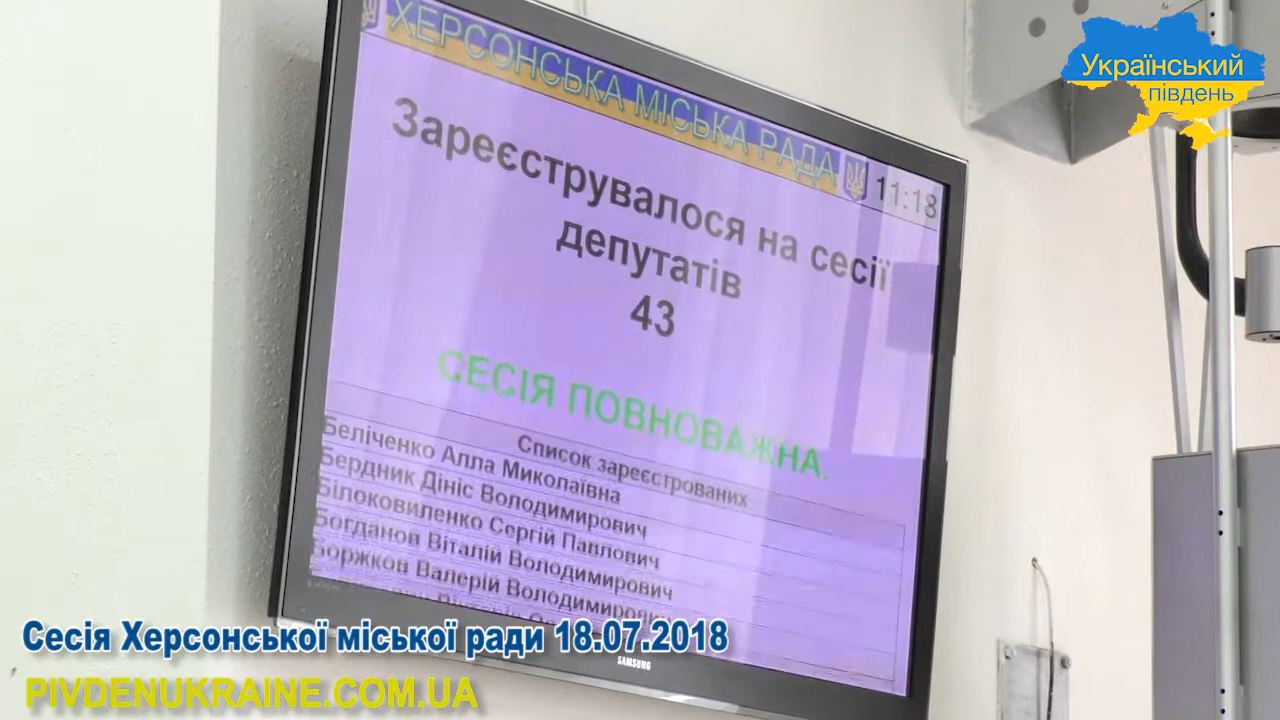 Український
південь
ХЕРСОНСЬКА МІСЬКА РАДА
11:18
Зареєструвалося на сесії
депутатів
43
СЕСІЯ ПОВНОВАЖНА.
Список зареєстрованих
Беліченко Алла Миколаївна
Бердник Дініс Володимирович
Білоковиленко Сергій Павлович
Богданов Віталій Володимирович
Боржков Валерій Володимирович
SAMSUNG
Сесія Херсонської міської ради 18.07.2018
PIVDENUKRAINE.COM.UA